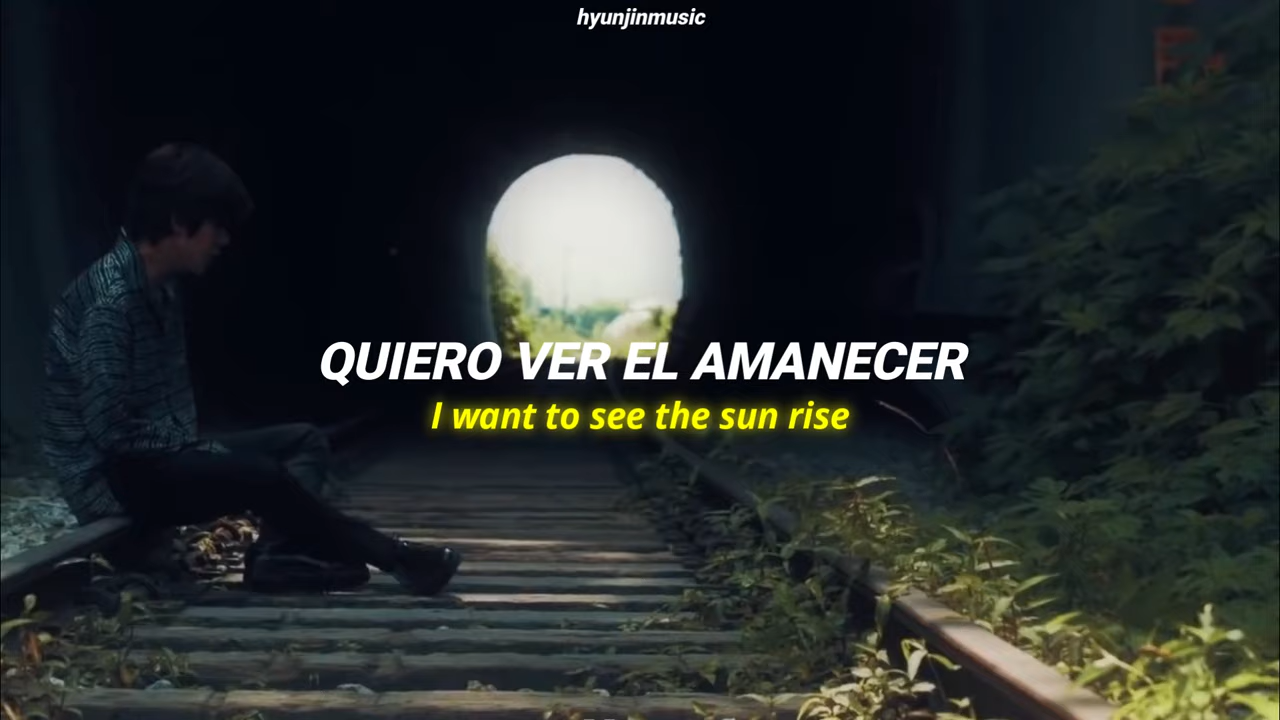 hyunjinmusic
QUIERO VER EL AMANECER
I want to see the sun rise